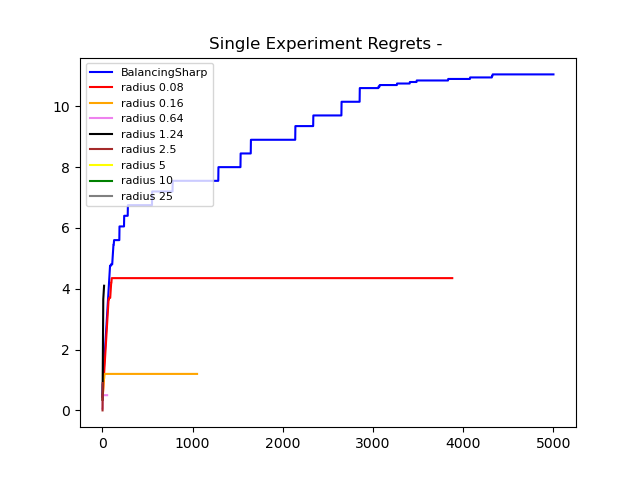 Single Experiment Regrets -
BalancingSharp
radius 0.08
radius 0.16
radius 0.64
radius 1.24
radius 2.5
radius 5
radius 10
radius 25
10
8
6
4
2
0
0 1000 2000 3000 4000 5000